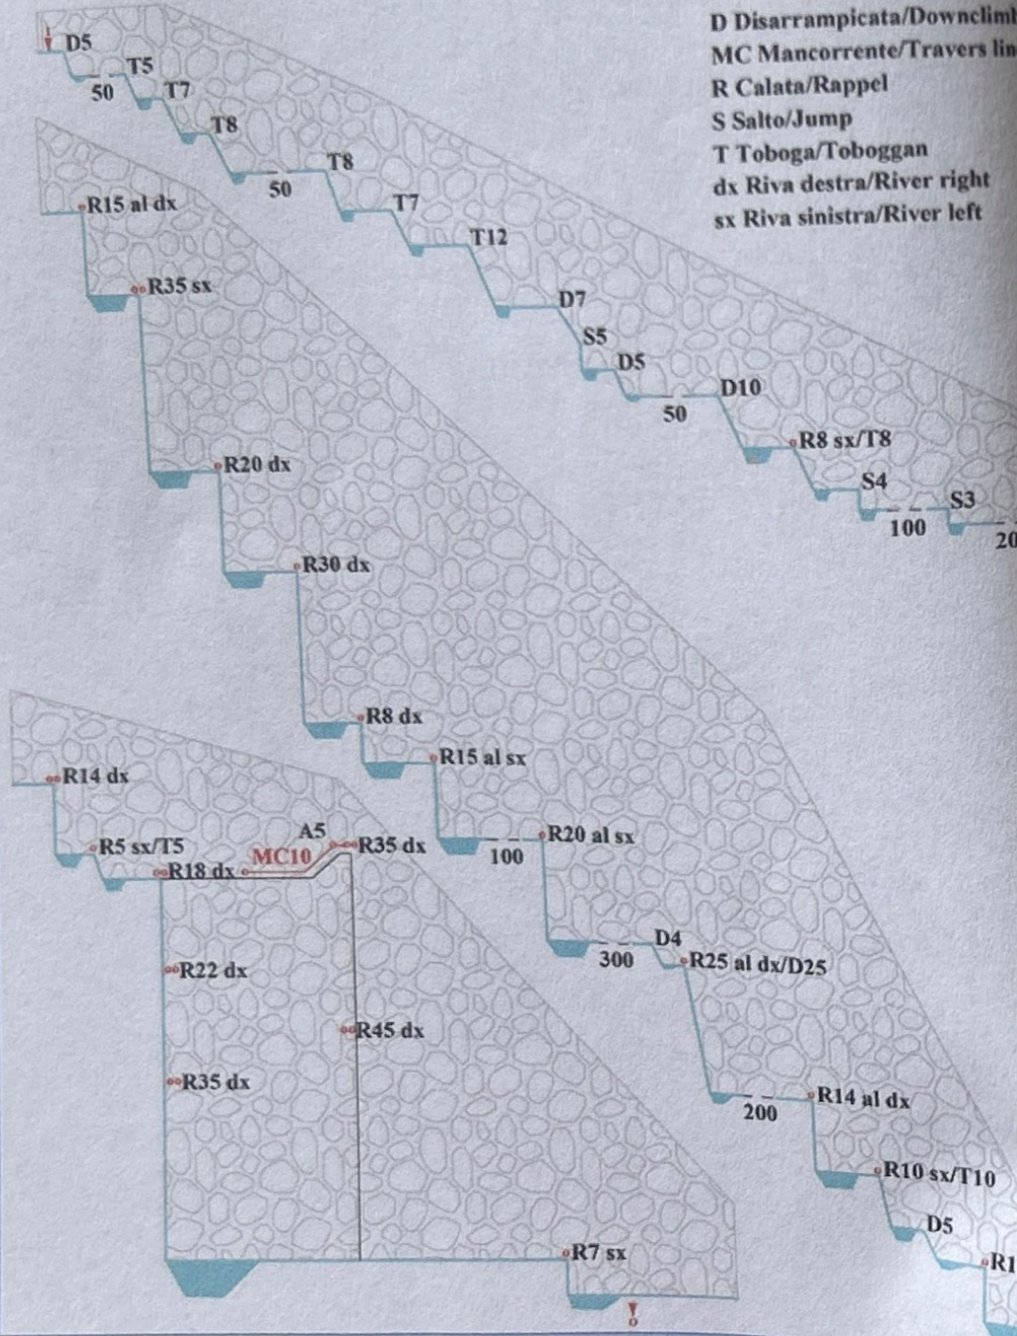 D Disarrampicata/Downclimb
MC Mancorrente/Travers lin
R Calata/Rappel
S Salto/Jump
T Toboga/Toboggan
dx Riva destra/River right
sx Riva sinistra/River left
D5
50
T5
T7
T8
50
T8
T7
T12
D7
S5
D5
50
D10
R8 sx/T8
S4
100
S3
20
R15 al dx
R35 sx
R20 dx
R30 dx
R8 dx
R15 al sx
100
R20 al sx
300
D4
R25 al dx/D25
200
R14 al dx
R10 sx/T10
D5
R1
R14 dx
R5 sx/T5
R18 dx
MC10
A5
R35 dx
R22 dx
R45 dx
R35 dx
R7 sx